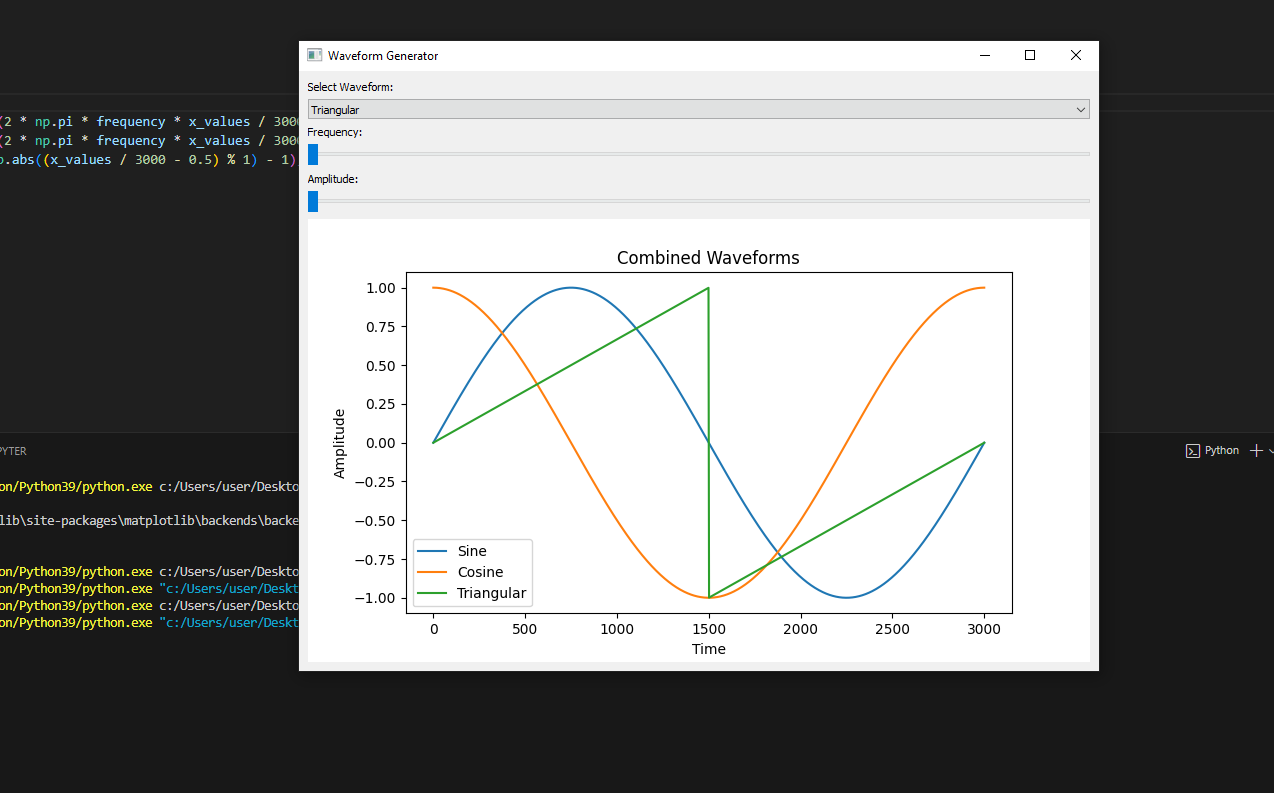 Waveform Generator
Select Waveform:
Triangular
(2 * np.pi * frequency * x_values / 3000
Frequency:
(2 * np.pi * frequency * x_values / 3000
p.abs((x_values / 3000 - 0.5) % 1) - 1)
Amplitude:
Combined Waveforms
1.00
0.75
0.50
0.25
0.00
−0.25
−0.50
−0.75
−1.00
Amplitude
Sine
Cosine
Triangular
0 500 1000 1500 2000 2500 3000
Time
PYTER
Python
on/Python39/python.exe c:/Users/user/Deskto
lib\site-packages\matplotlib\backends\backe
on/Python39/python.exe c:/Users/user/Deskto
on/Python39/python.exe "c:/Users/user/Deskt
on/Python39/python.exe c:/Users/user/Deskto
on/Python39/python.exe "c:/Users/user/Deskt